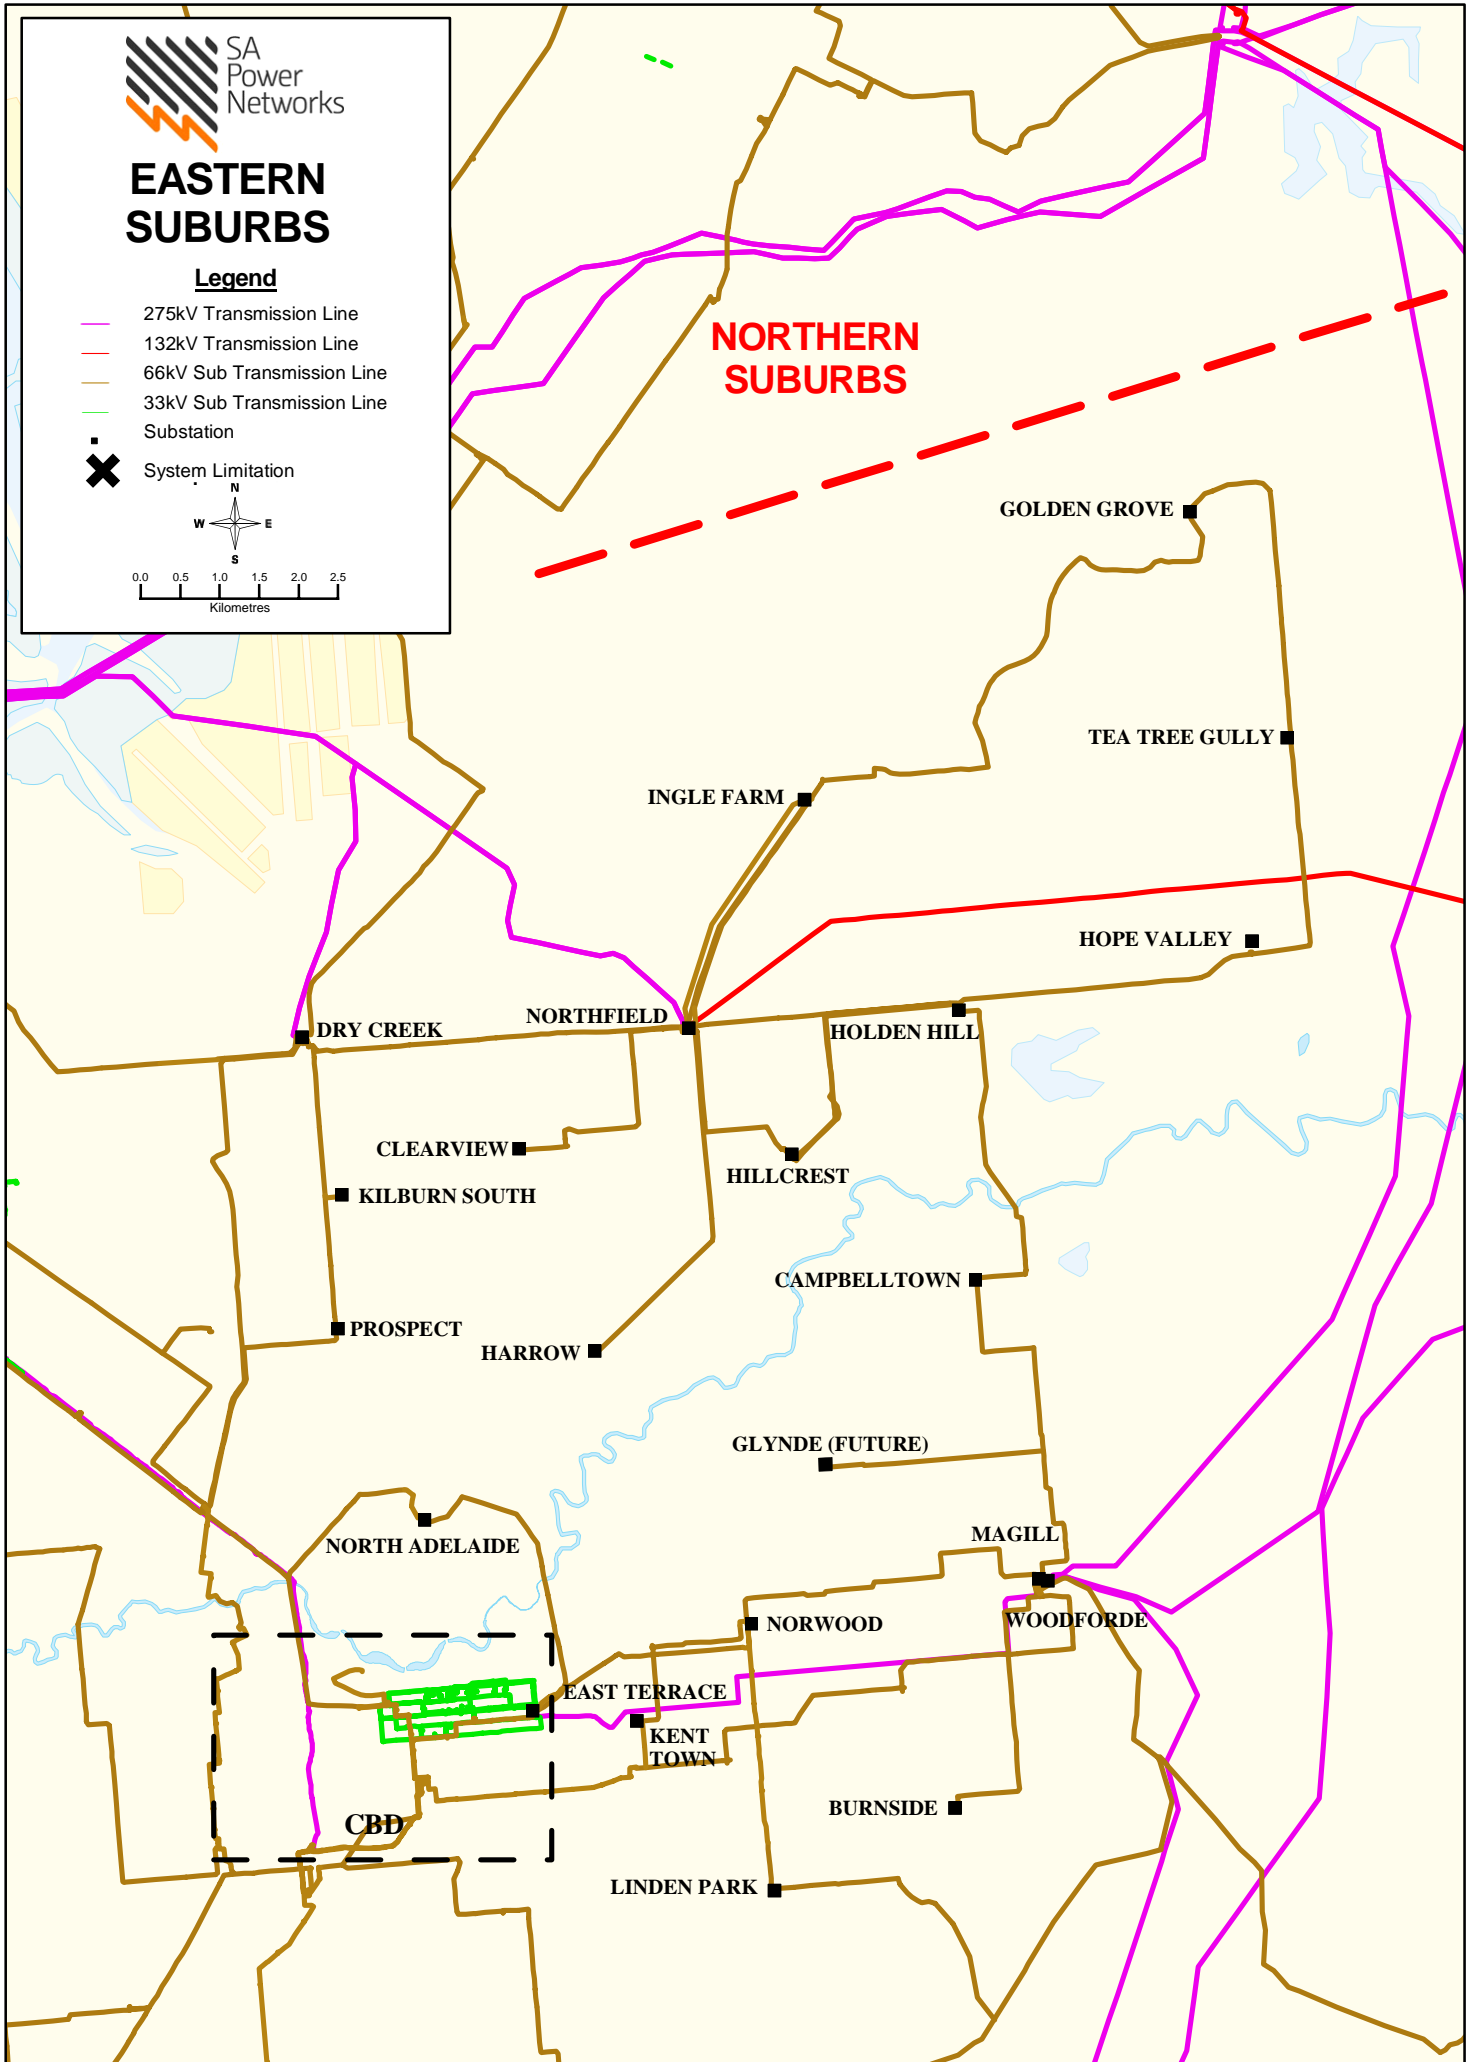 SA
Power
Networks
EASTERN
SUBURBS
Legend
275kV Transmission Line
132kV Transmission Line
66kV Sub Transmission Line
33kV Sub Transmission Line
Substation
System Limitation
N
W E
S
0.0 0.5 1.0 1.5 2.0 2.5
Kilometres
NORTHERN
SUBURBS
GOLDEN GROVE
TEA TREE GULLY
INGLE FARM
HOPE VALLEY
NORTHFIELD
DRY CREEK
HOLDEN HILL
CLEARVIEW
HILLCREST
KILBURN SOUTH
CAMPBELLTOWN
PROSPECT
HARROW
GLYNDE (FUTURE)
MAGILL
NORTH ADELAIDE
WOODFORDE
NORWOOD
EAST TERRACE
KENT
TOWN
BURNSIDE
CBD
LINDEN PARK